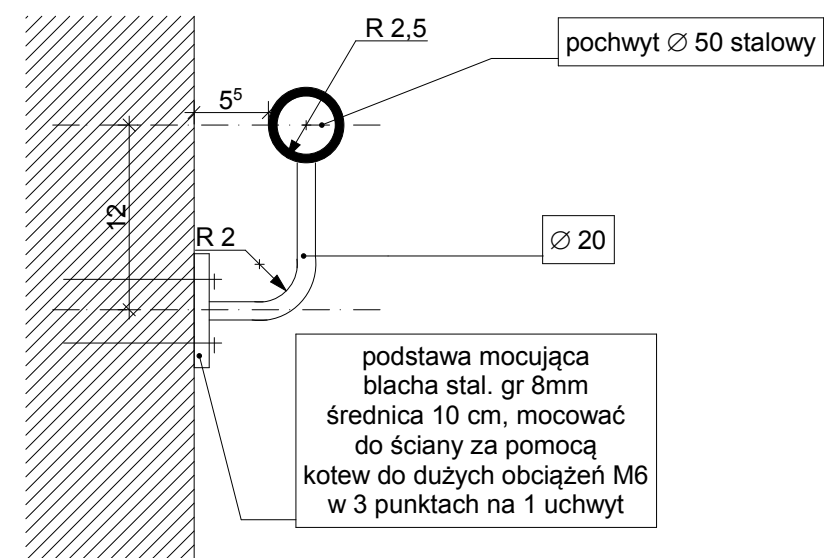 R 2,5
pochwyt ∅ 50 stalowy
5⁵
12
R 2
∅ 20
podstawa mocująca
blacha stal. gr 8mm
średnica 10 cm, mocować
do ściany za pomocą
kotew do dużych obciążeń M6
w 3 punktach na 1 uchwyt